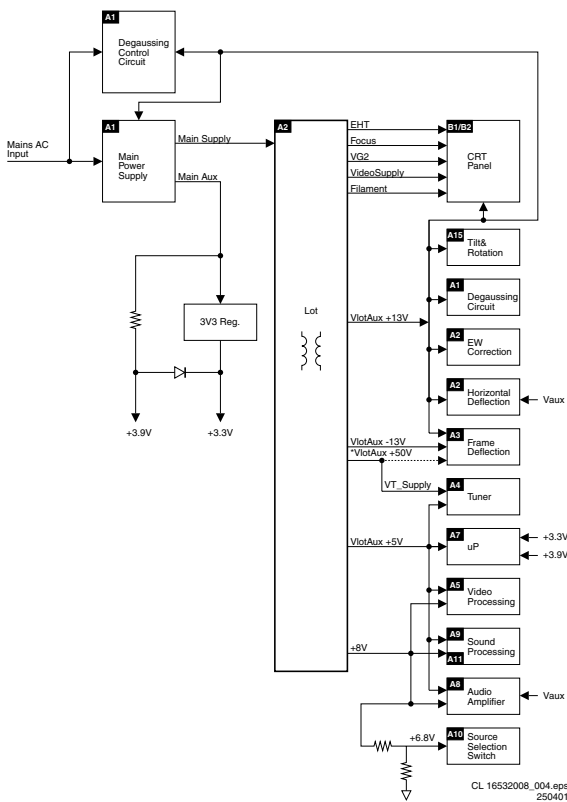 A1
Degaussing
Control
Circuit
A1
Main
Power
Supply
Mains AC
Input
Main Supply
Main Aux
3V3 Reg.
+3.9V
+3.3V
A2
Lot
EHT
Focus
VG2
VideoSupply
Filament
B1/B2
CRT
Panel
A15
Tilt&
Rotation
A1
Degaussing
Circuit
VlotAux +13V
A2
EW
Correction
A2
Horizontal
Deflection
Vaux
VlotAux -13V
*VlotAux +50V
A3
Frame
Deflection
VT_Supply
A4
Tuner
VlotAux +5V
A7
uP
+3.3V
+3.9V
A5
Video
Processing
+8V
A9
Sound
Processing
A11
A8
Audio
Amplifier
Vaux
+6.8V
A10
Source
Selection
Switch
CL 16532008_004.eps
250401